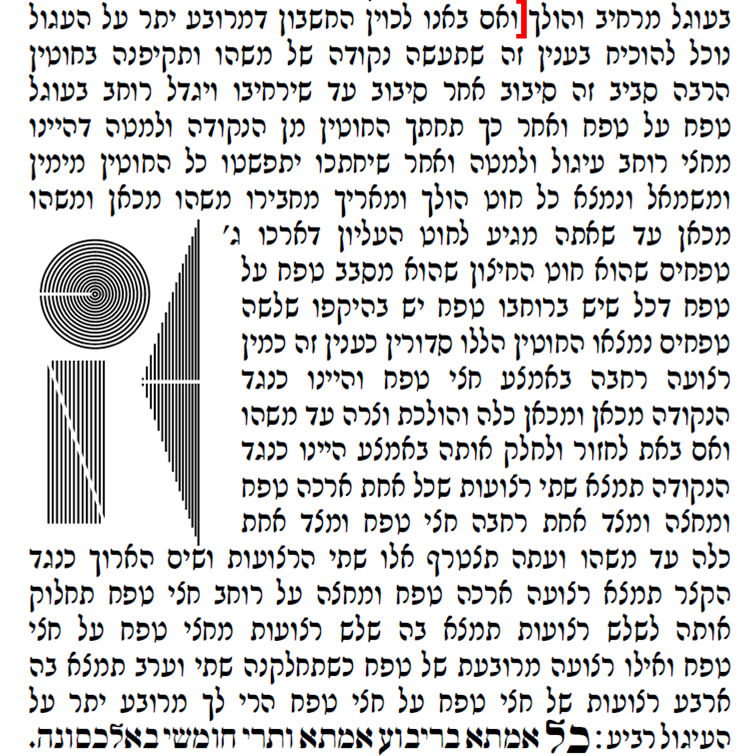 בעוגל מרחיב והולך[ואס באנו לכוין החשבון דמרובע יתר על העגול
נוכל להוכיח בענין זה שתעשה נקודה של משהו ותקיפנה בחוטין
הרבה סביב זה סיבוב אחר סיבוב עד שירחיבו ויגדל רוחב בעוגל
טפח על טפח ואחר כך תחתך החוטין מן הנקודה ולמטה דהיינו
מחצי רוחב עיגול ולמטה ואחר שיחתכו יתפשטו כל החוטין מימין
ומשמאל ונמצא כל חוט הולך ומאריך מחבירו משהו מכאן ומשהו
מכאן עד שאתה מגיע לחוט העליון דארכו ג'
טפחים שהוא חוט החיצון שהוא מסבב טפח על
טפח דכל שיש ברוחבו טפח יש בהיקפו שלשה
טפחים נמצאו החוטין הללו סדורין כענין זה כמין
רצועה רחבה באמצע חצי טפח והיינו כנגד
הנקודה מכאן ומכאן כלה והולכת וצרה עד משהו
ואס באת לחזור ולחלק אותה באמצע היינו כנגד
הנקודה תמצא שתי רצועות שכל אחת ארכה טפח
ומחצה ומצד אחת רחבה חצי טפח ומצד אחת
כלה עד משהו ועתה תצטרף אלו שתי הרצועות ושיס הארוך כנגד
הקצר תמצא רצועה ארכה טפח ומחצה על רוחב חצי טפח תחלוק
אותה לשלש רצועות תמצא בה שלש רצועות מחצי טפח על חצי
טפח ואילו רצועה מרובעת של טפח כשתחלקנה שתי וערב תמצא בה
ארבע רצועות של חצי טפח על חצי טפח הרי לך מרובע יתר על
העיגול רביע: כל אמתא בריבוע אמתא ותרי חומשי באלכסונה.